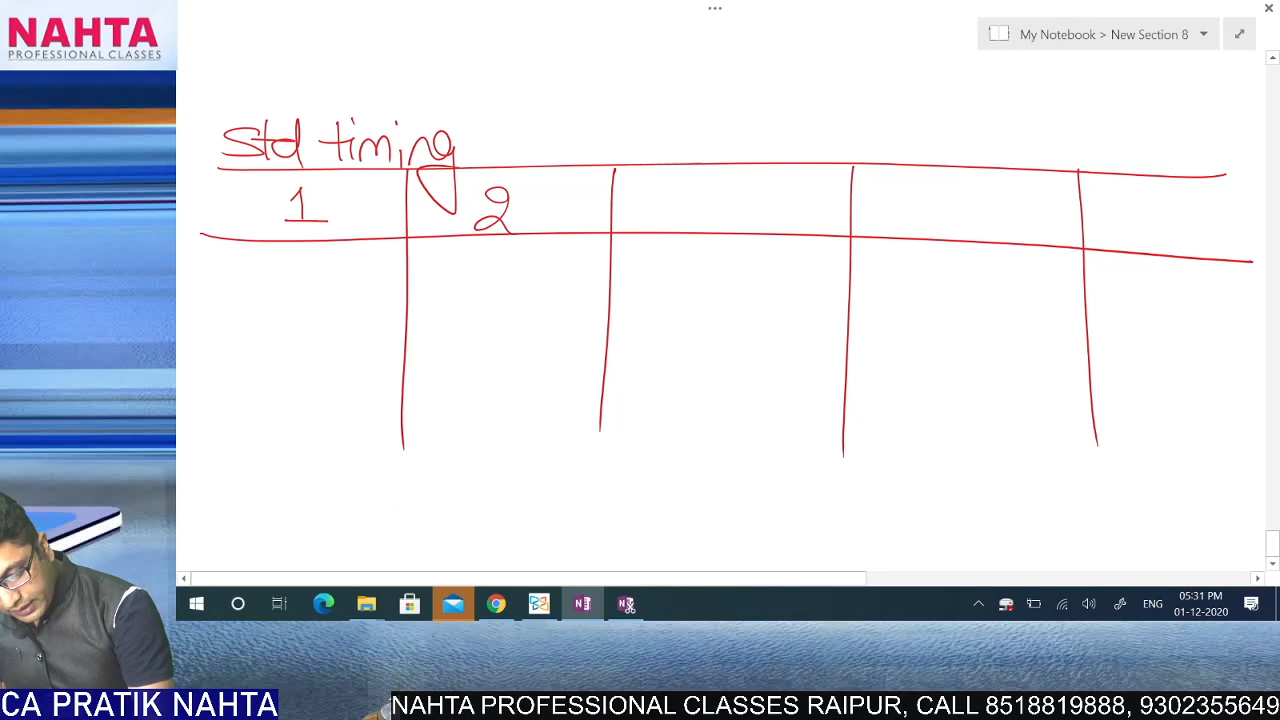 NAHTA
PROFESSIONAL CLASSES
My Notebook > New Section 8
Std timing
1 2
ENG
05:31 PM
01-12-2020
CA PRATIK NAHTA
NAHTA PROFESSIONAL CLASSES RAIPUR, CALL 8518819888, 9302355649